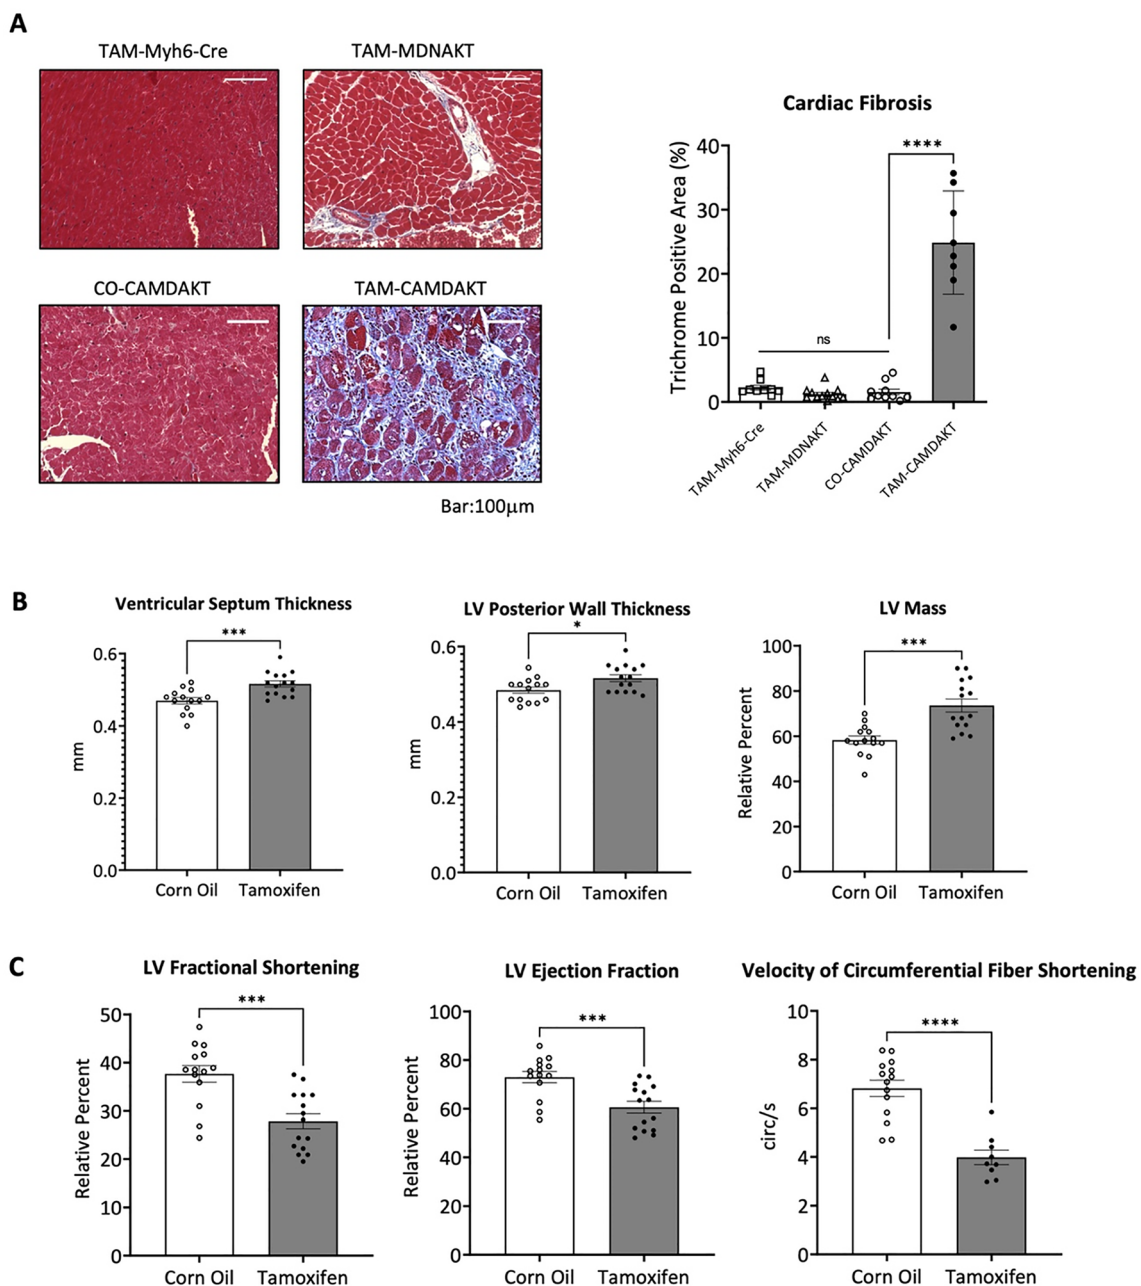 A
TAM-Myh6-Cre
TAM-MDNAKT
CO-CAMDAKT
TAM-CAMDAKT
Bar:100μm
Cardiac Fibrosis
Trichrome Positive Area (%)
40
30
20
10
0
ns
****
TAM-Myh6-Cre
TAM-MDNAKT
CO-CAMDAKT
TAM-CAMDAKT
B
Ventricular Septum Thickness
***
mm
0.6
0.4
0.2
0.0
Corn Oil
Tamoxifen
LV Posterior Wall Thickness
*
mm
0.6
0.4
0.2
0.0
Corn Oil
Tamoxifen
LV Mass
***
Relative Percent
100
80
60
40
20
0
Corn Oil
Tamoxifen
C
LV Fractional Shortening
***
Relative Percent
50
40
30
20
10
0
Corn Oil
Tamoxifen
LV Ejection Fraction
***
Relative Percent
100
80
60
40
20
0
Corn Oil
Tamoxifen
Velocity of Circumferential Fiber Shortening
****
circ/s
10
8
6
4
2
0
Corn Oil
Tamoxifen